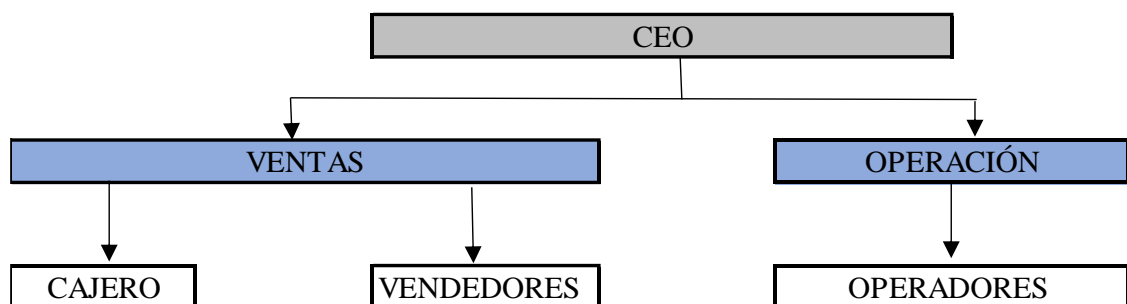 CEO
VENTAS
OPERACIÓN
CAJERO
VENDEDORES
OPERADORES